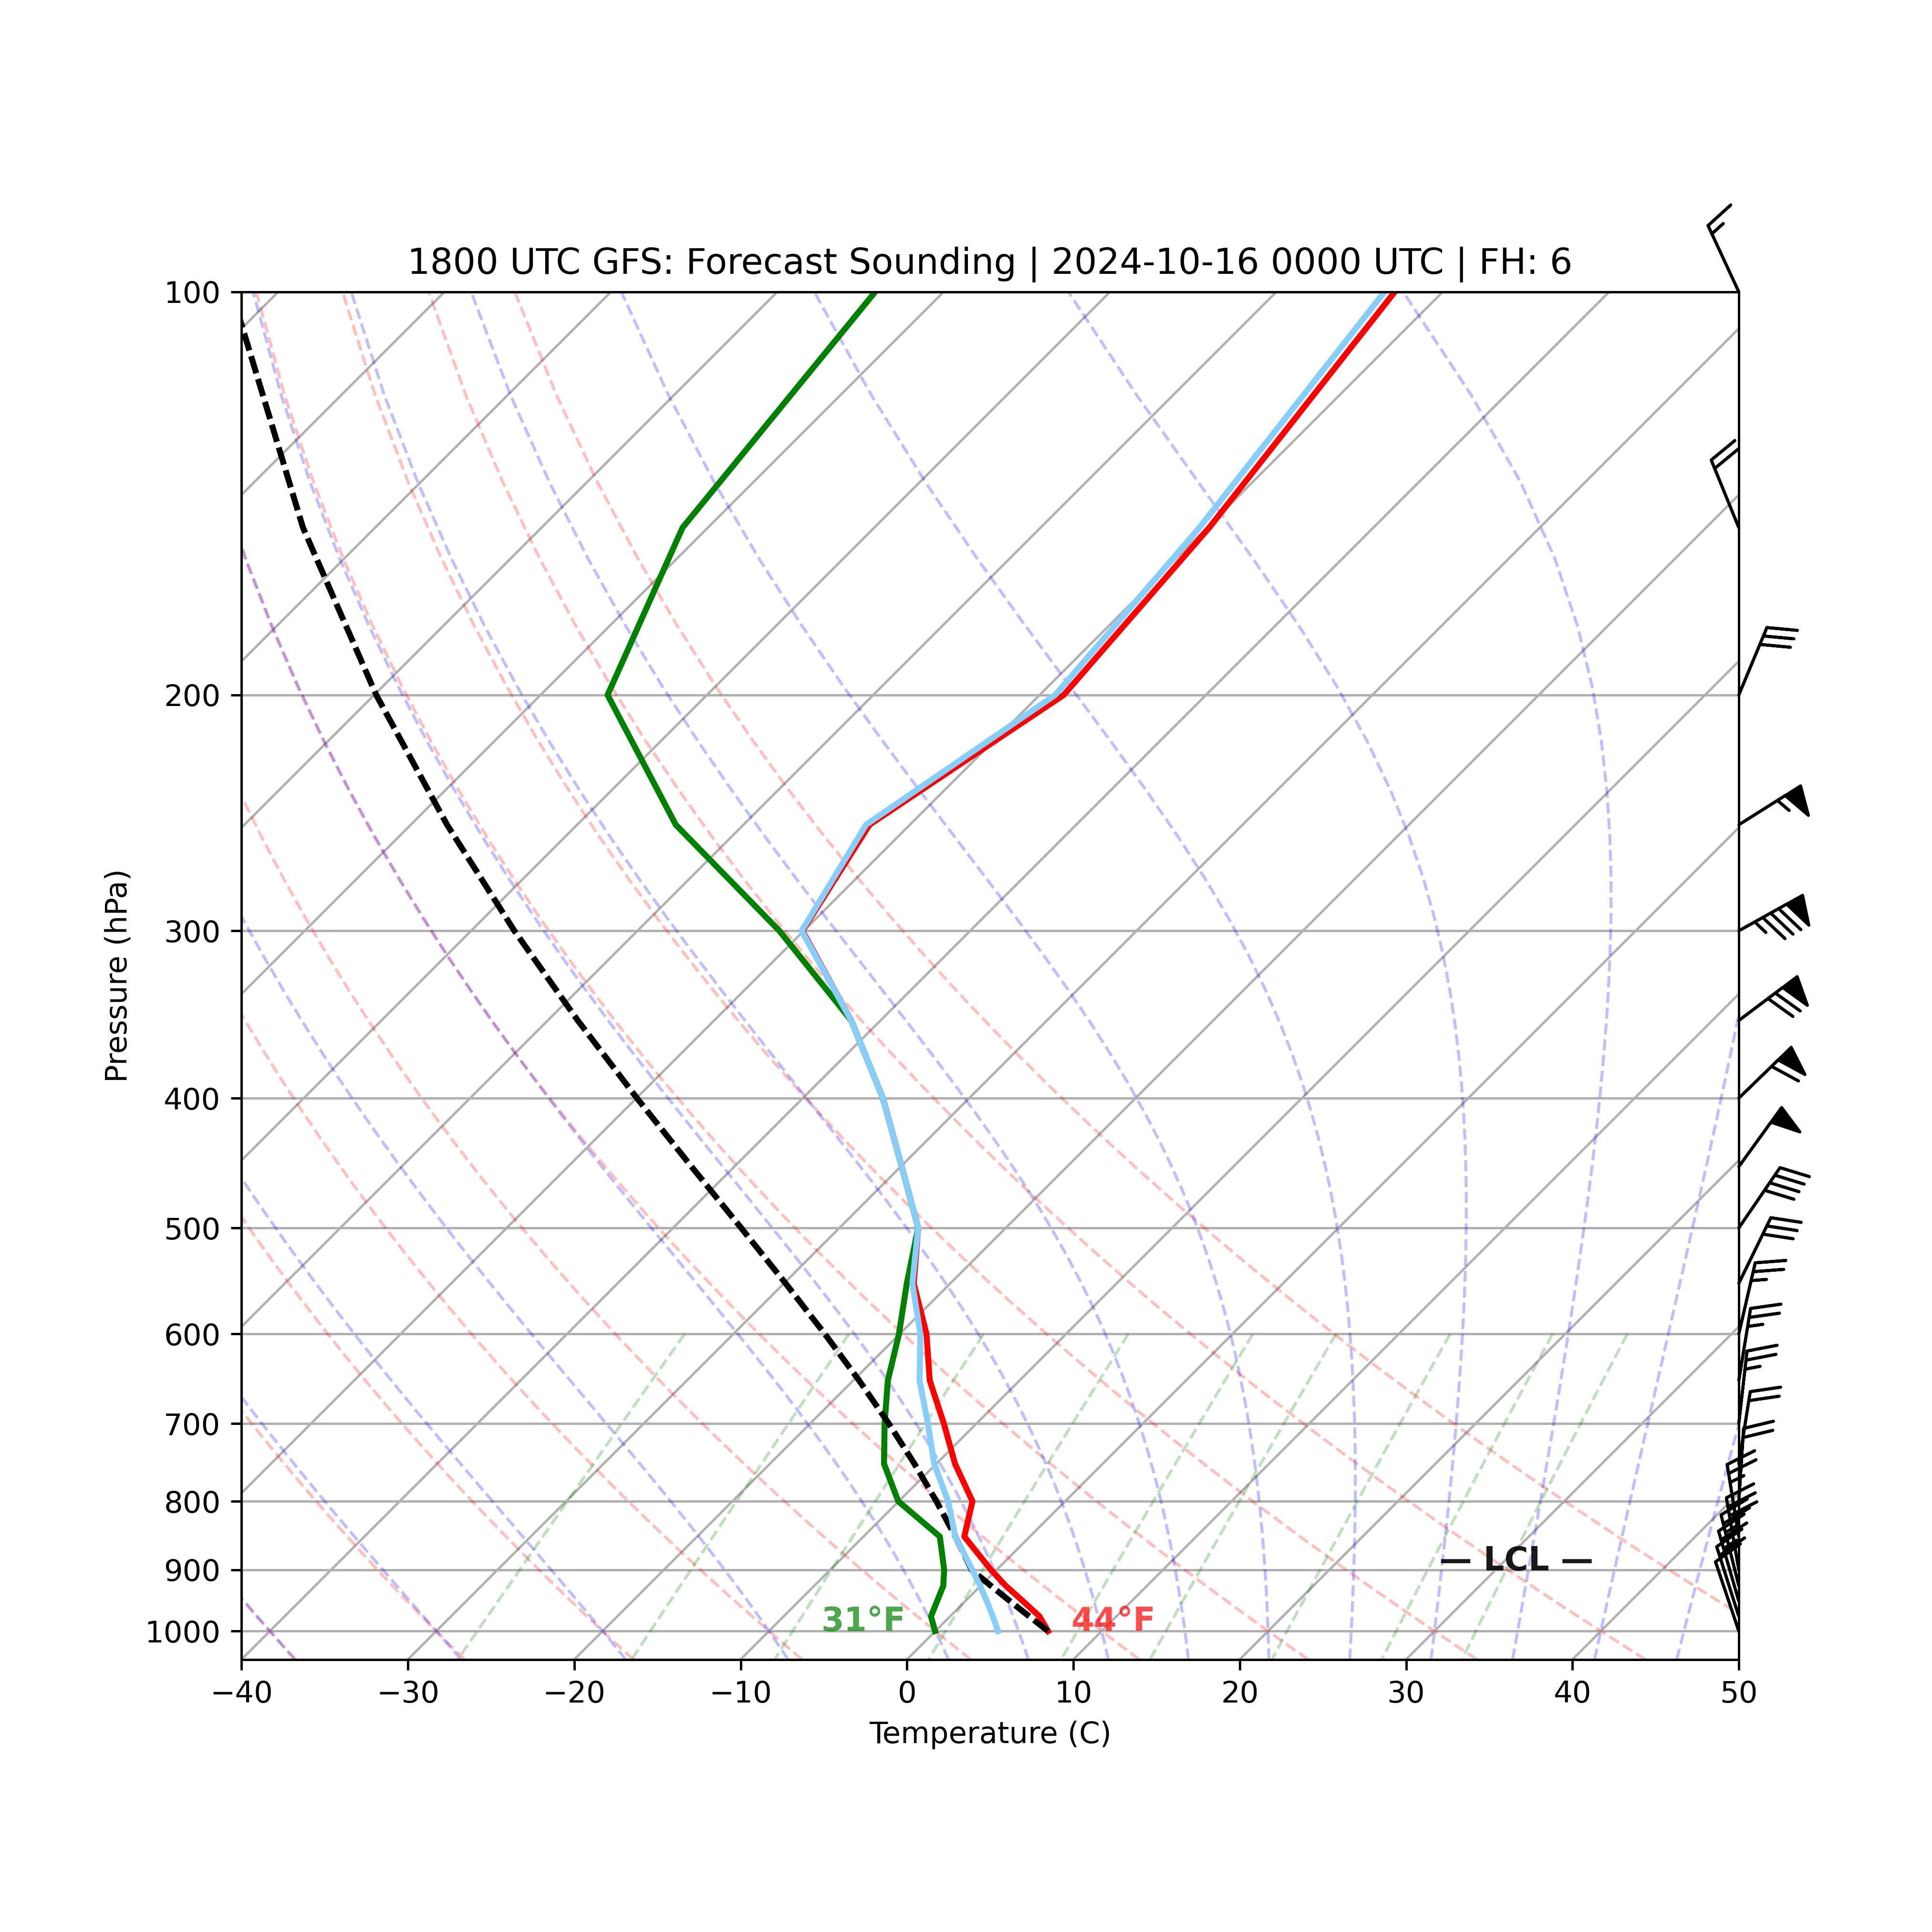 1800 UTC GFS: Forecast Sounding | 2024-10-16 0000 UTC | FH: 6
100
200
300
400
500
600
700
800
900
1000
Pressure (hPa)
— LCL —
31°F
44°F
−40 −30 −20 −10 0 10 20 30 40 50
Temperature (C)